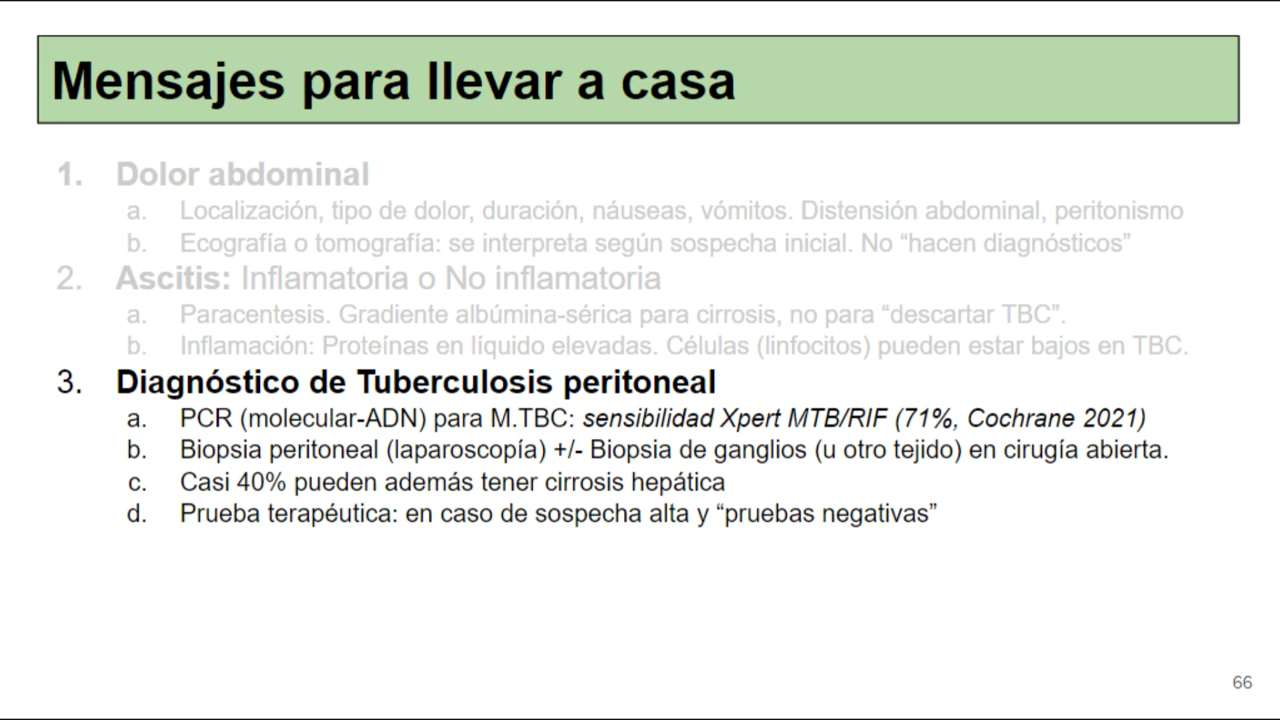 Mensajes para llevar a casa
1. Dolor abdominal
a. Localización, tipo de dolor, duración, náuseas, vómitos. Distensión abdominal, peritonismo
b. Ecografía o tomografía: se interpreta según sospecha inicial. No “hacen diagnósticos”
2. Ascitis: Inflamatoria o No inflamatoria
a. Paracentesis. Gradiente albúmina-sérica para cirrosis, no para “descartar TBC”.
b. Inflamación: Proteínas en líquido elevadas. Células (linfocitos) pueden estar bajos en TBC.
3. Diagnóstico de Tuberculosis peritoneal
a. PCR (molecular-ADN) para M.TBC: sensibilidad Xpert MTB/RIF (71%, Cochrane 2021)
b. Biopsia peritoneal (laparoscopía) +/- Biopsia de ganglios (u otro tejido) en cirugía abierta.
c. Casi 40% pueden además tener cirrosis hepática
d. Prueba terapéutica: en caso de sospecha alta y “pruebas negativas”
66